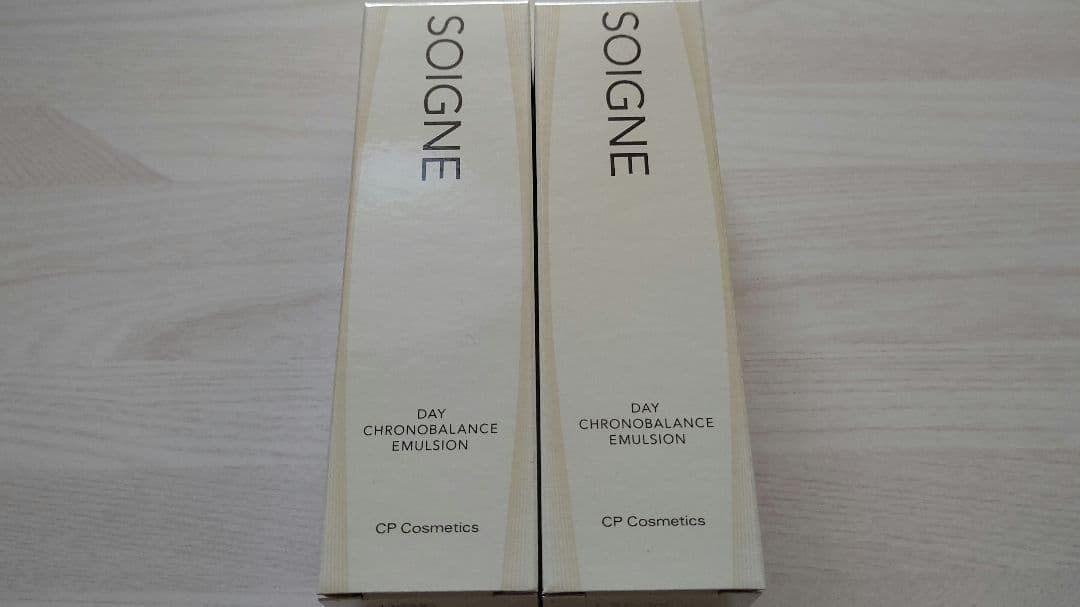 SOIGNE
DAY
CHRONOBALANCE
EMULSION
CP Cosmetics
SOIGNE
DAY
CHRONOBALANCE
EMULSION
CP Cosmetics